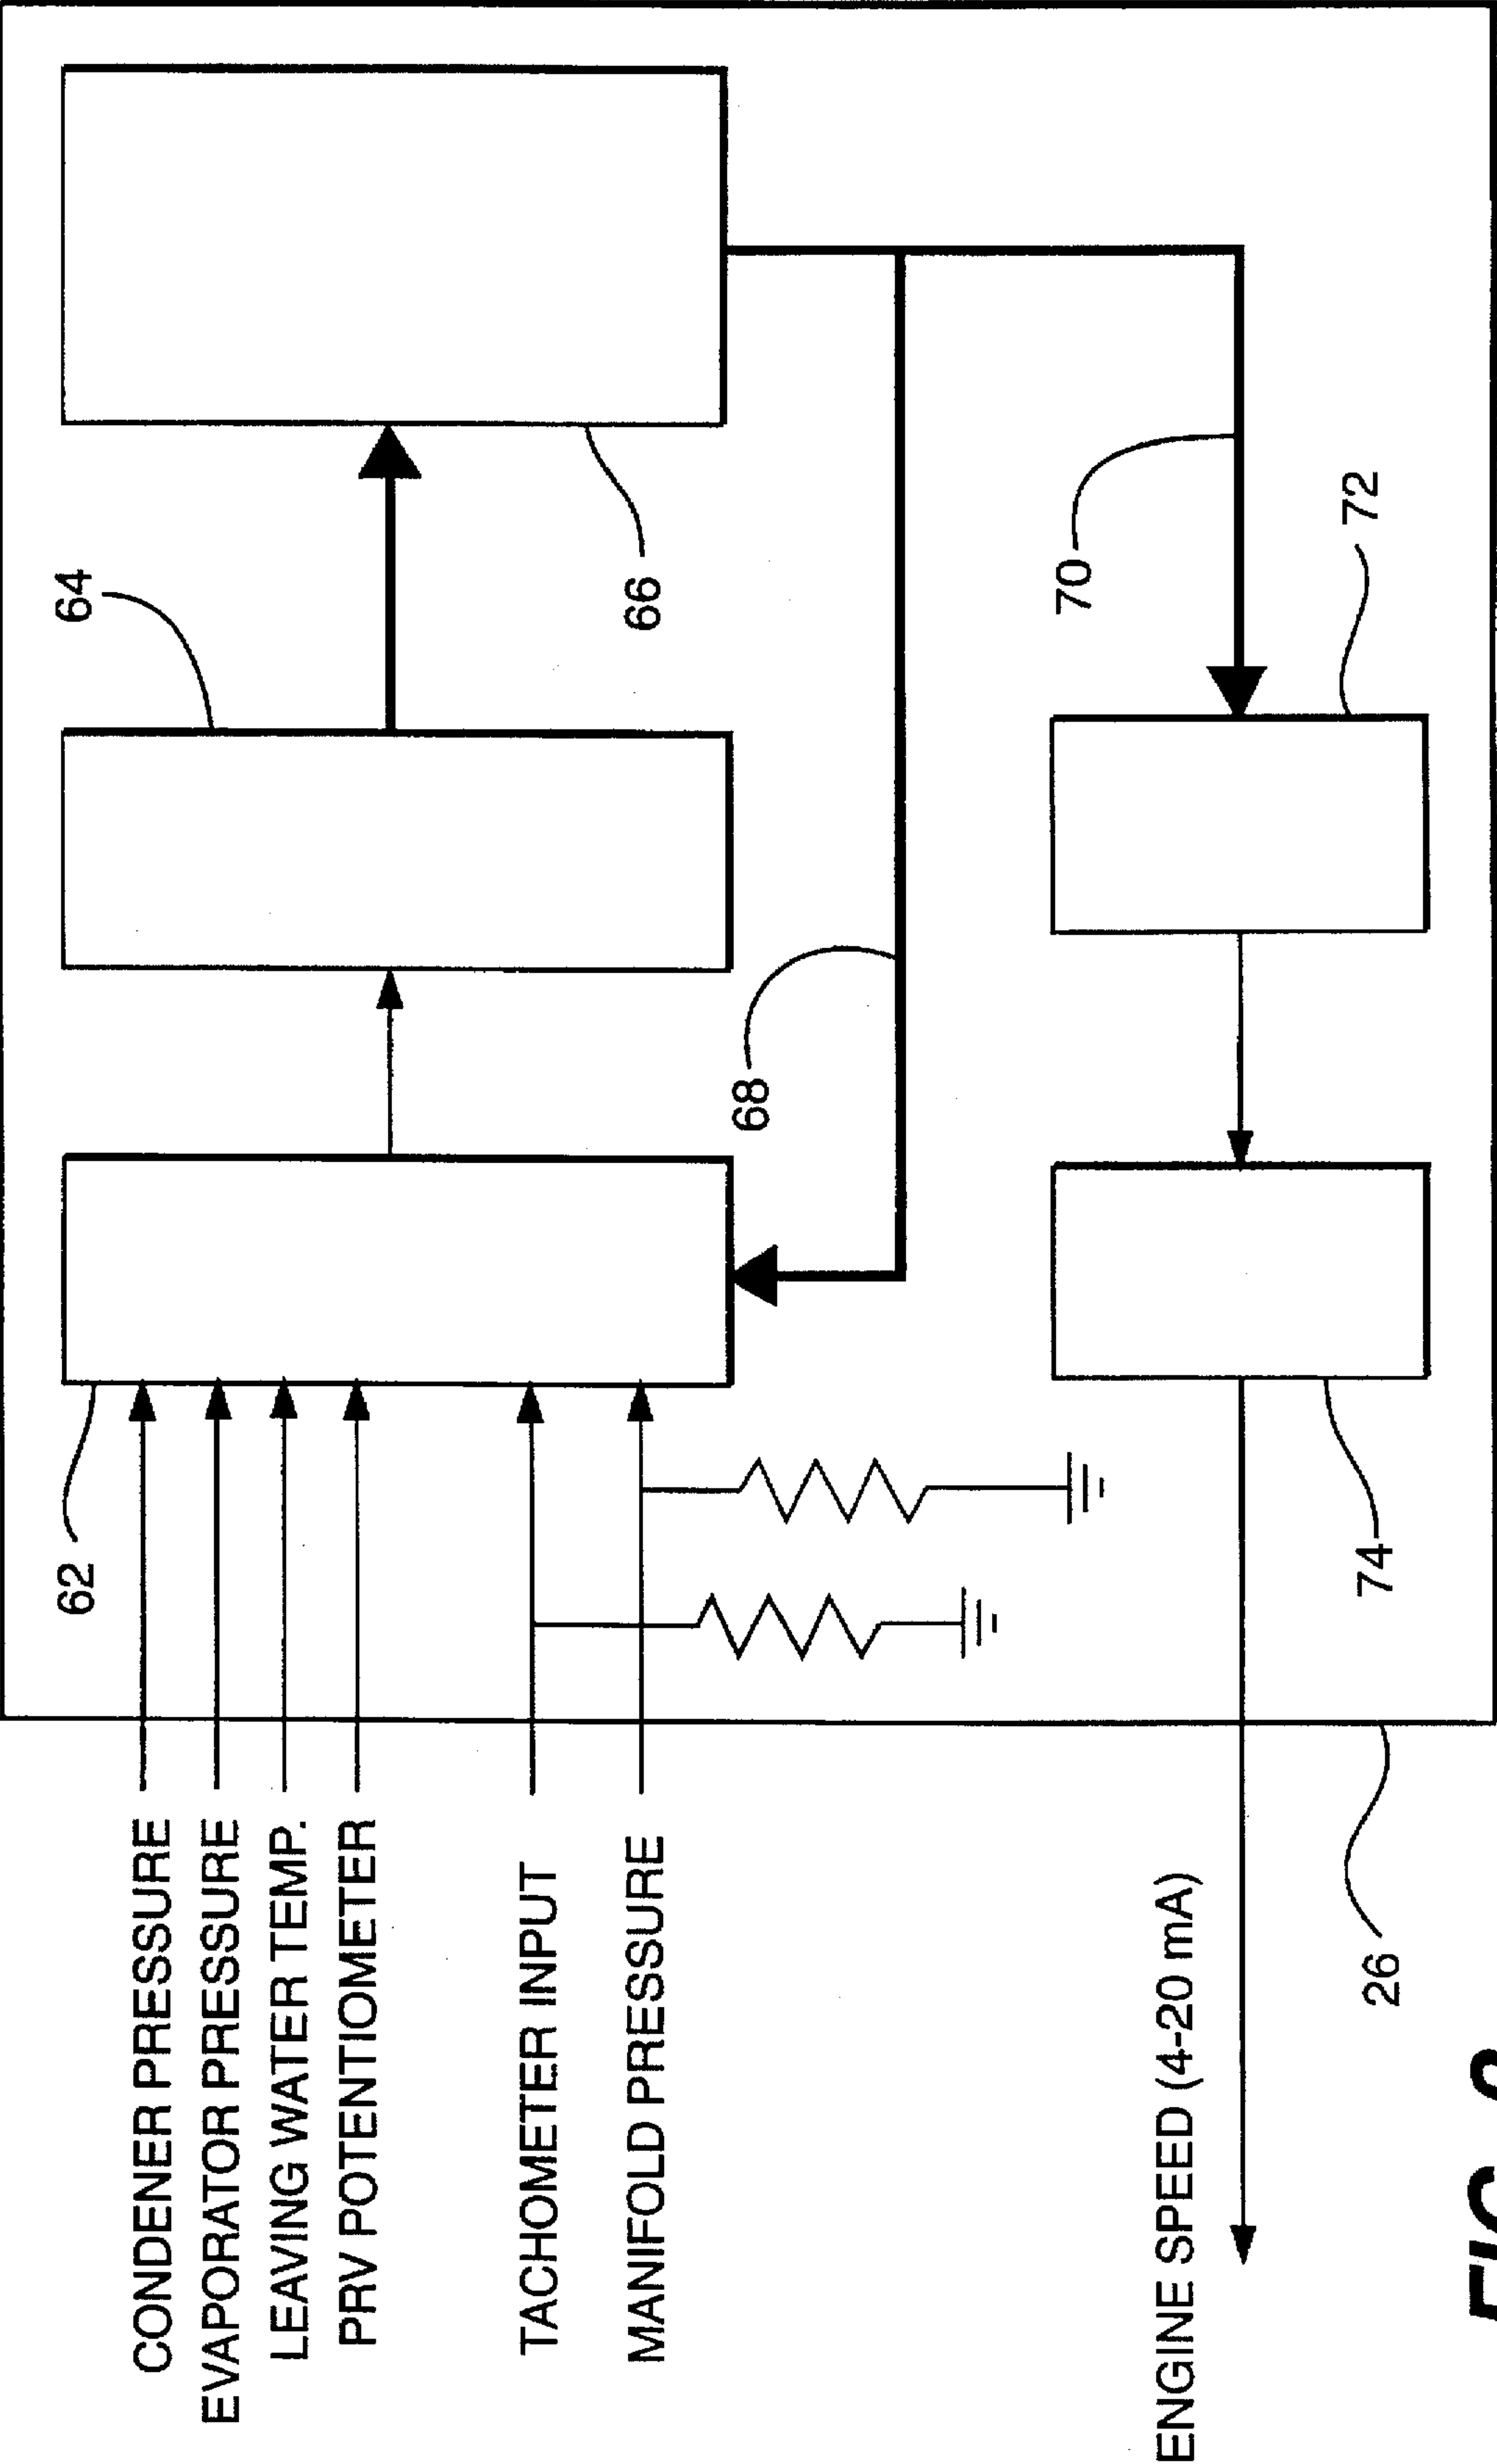 CONDENER PRESSURE
EVAPORATOR PRESSURE
LEAVING WATER TEMP.
PRV POTENTIOMETER
TACHOMETER INPUT
MANIFOLD PRESSURE
ENGINE SPEED (4-20 mA)
62
64
66
68
70
72
74
26
FIG.